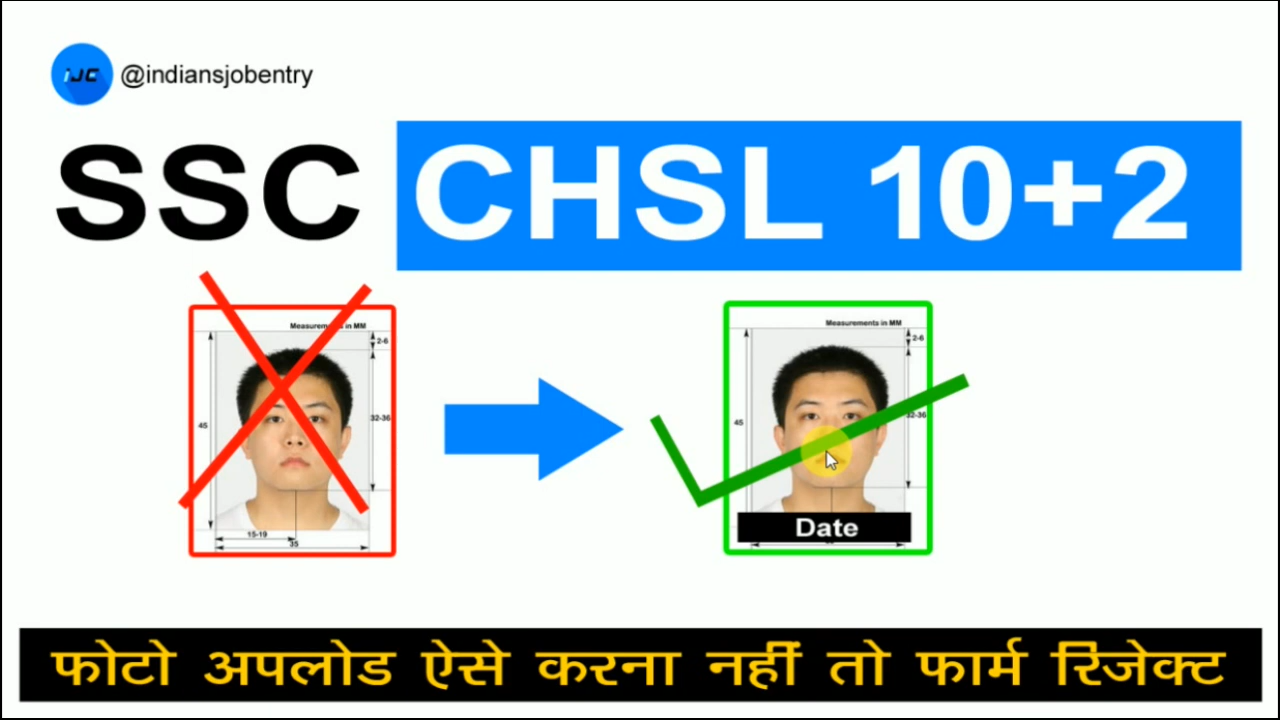 iJC @indiansjobentry
SSC CHSL 10+2
Measurem s in MM
2-6
45
32-36
15-19
35
Measurements in MM
2-6
45
32-36
Date
फोटो अपलोड ऐसे करना नहीं तो फार्म रिजेक्ट